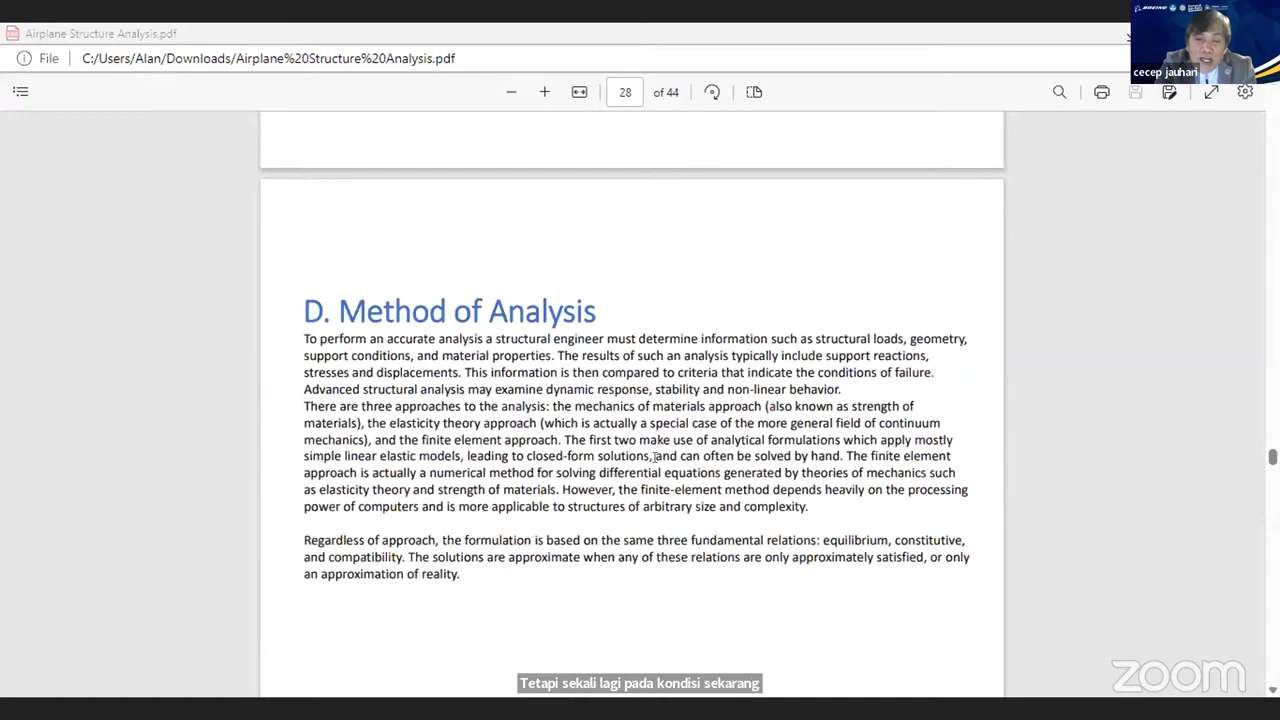 Airplane Structure Analysis.pdf
File
C:/Users/Alan/Downloads/Airplane%20Structure%20Analysis.pdf
BOEING
cecep jauhari
28 of 44
D. Method of Analysis
To perform an accurate analysis a structural engineer must determine information such as structural loads, geometry,
support conditions, and material properties. The results of such an analysis typically include support reactions,
stresses and displacements. This information is then compared to criteria that indicate the conditions of failure.
Advanced structural analysis may examine dynamic response, stability and non-linear behavior.
There are three approaches to the analysis: the mechanics of materials approach (also known as strength of
materials), the elasticity theory approach (which is actually a special case of the more general field of continuum
mechanics), and the finite element approach. The first two make use of analytical formulations which apply mostly
simple linear elastic models, leading to closed-form solutions, and can often be solved by hand. The finite element
approach is actually a numerical method for solving differential equations generated by theories of mechanics such
as elasticity theory and strength of materials. However, the finite-element method depends heavily on the processing
power of computers and is more applicable to structures of arbitrary size and complexity.
Regardless of approach, the formulation is based on the same three fundamental relations: equilibrium, constitutive,
and compatibility. The solutions are approximate when any of these relations are only approximately satisfied, or only
an approximation of reality.
Tetapi sekali lagi pada kondisi sekarang
zoom